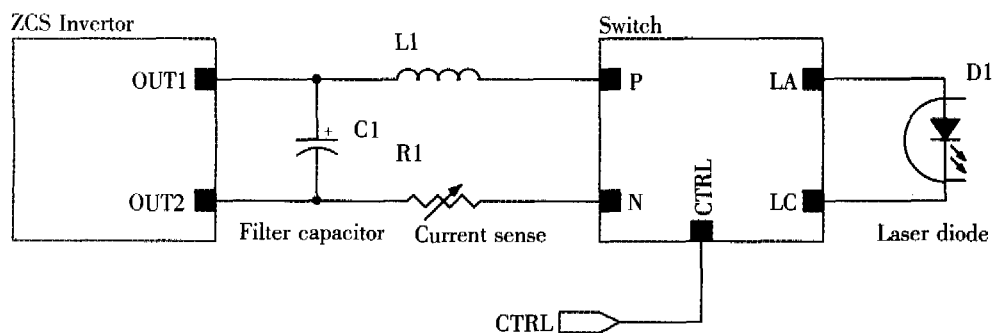 ZCS Invertor
Switch
L1
D1
OUT1
P
LA
+
C1
R1
OUT2
N
CTRL
LC
Filter capacitor
Current sense
Laser diode
CTRL